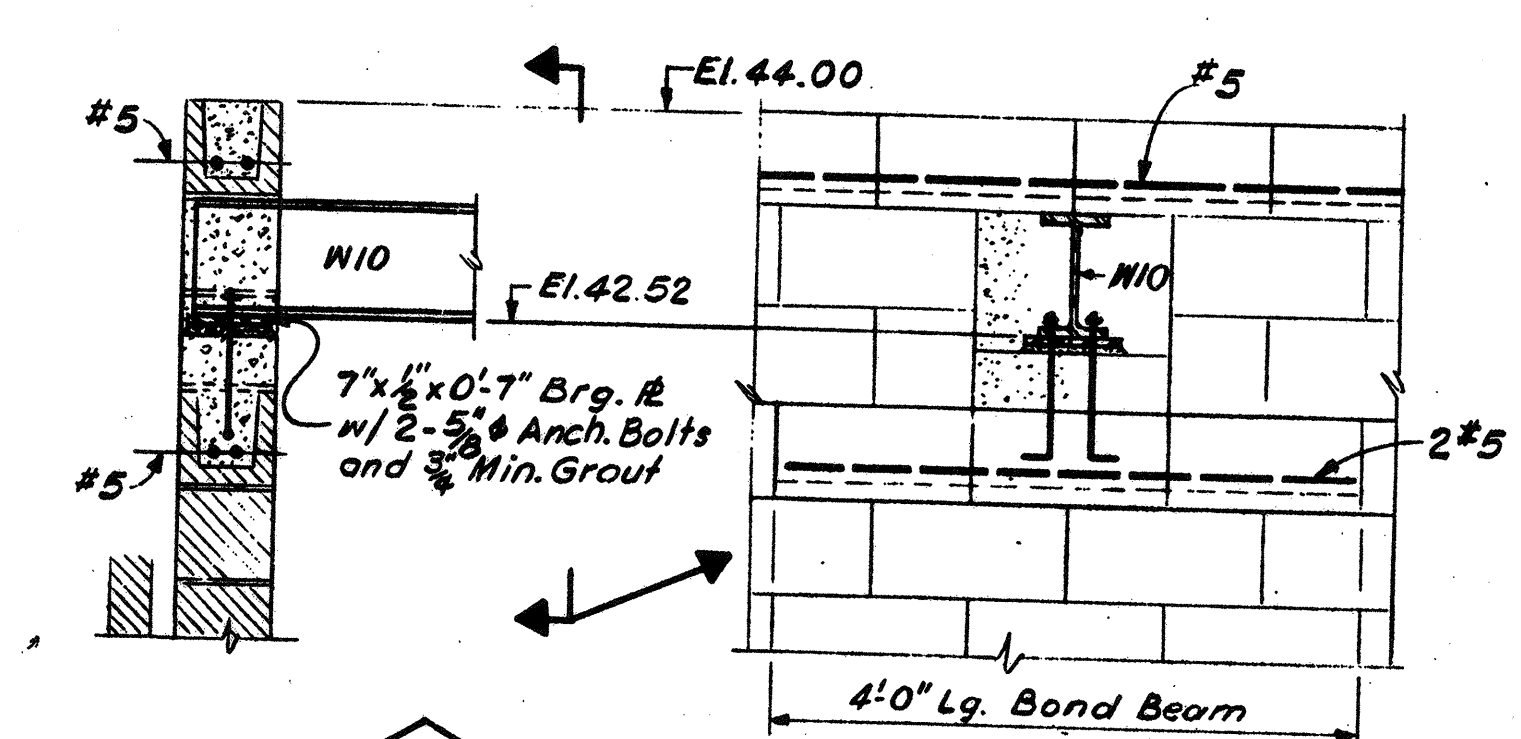 El. 44.00
#5
#5
W10
W10
El. 42.52
7"x1/2"x0'-7" Brg. ℄
w/ 2-5/8"φ Anch. Bolts
and 3/4" Min. Grout
#5
2#5
4'-0" Lg. Bond Beam